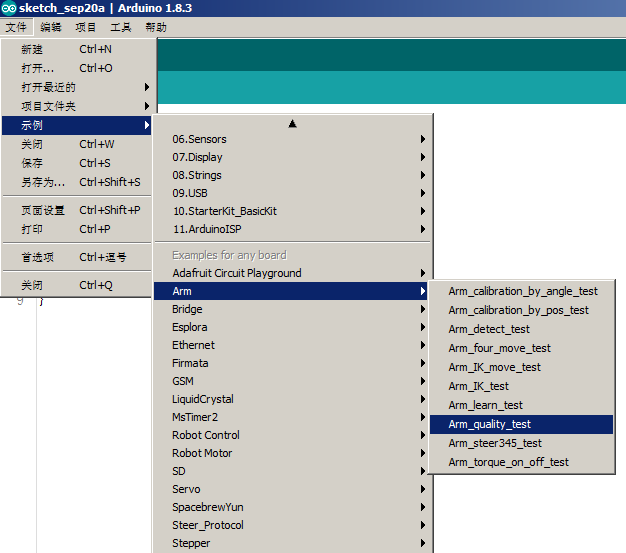 sketch_sep20a | Arduino 1.8.3
文件 编辑 项目 工具 帮助
新建 Ctrl+N
打开... Ctrl+O
打开最近的
项目文件夹
示例
关闭 Ctrl+W
保存 Ctrl+S
另存为... Ctrl+Shift+S
页面设置 Ctrl+Shift+P
打印 Ctrl+P
首选项 Ctrl+逗号
关闭 Ctrl+Q
9 }
06.Sensors
07.Display
08.Strings
09.USB
10.StarterKit_BasicKit
11.ArduinoISP
Examples for any board
Adafruit Circuit Playground
Arm
Bridge
Esplora
Ethernet
Firmata
GSM
LiquidCrystal
MsTimer2
Robot Control
Robot Motor
SD
Servo
SpacebrewYun
Steer_Protocol
Stepper
Arm_calibration_by_angle_test
Arm_calibration_by_pos_test
Arm_detect_test
Arm_four_move_test
Arm_IK_move_test
Arm_IK_test
Arm_learn_test
Arm_quality_test
Arm_steer345_test
Arm_torque_on_off_test